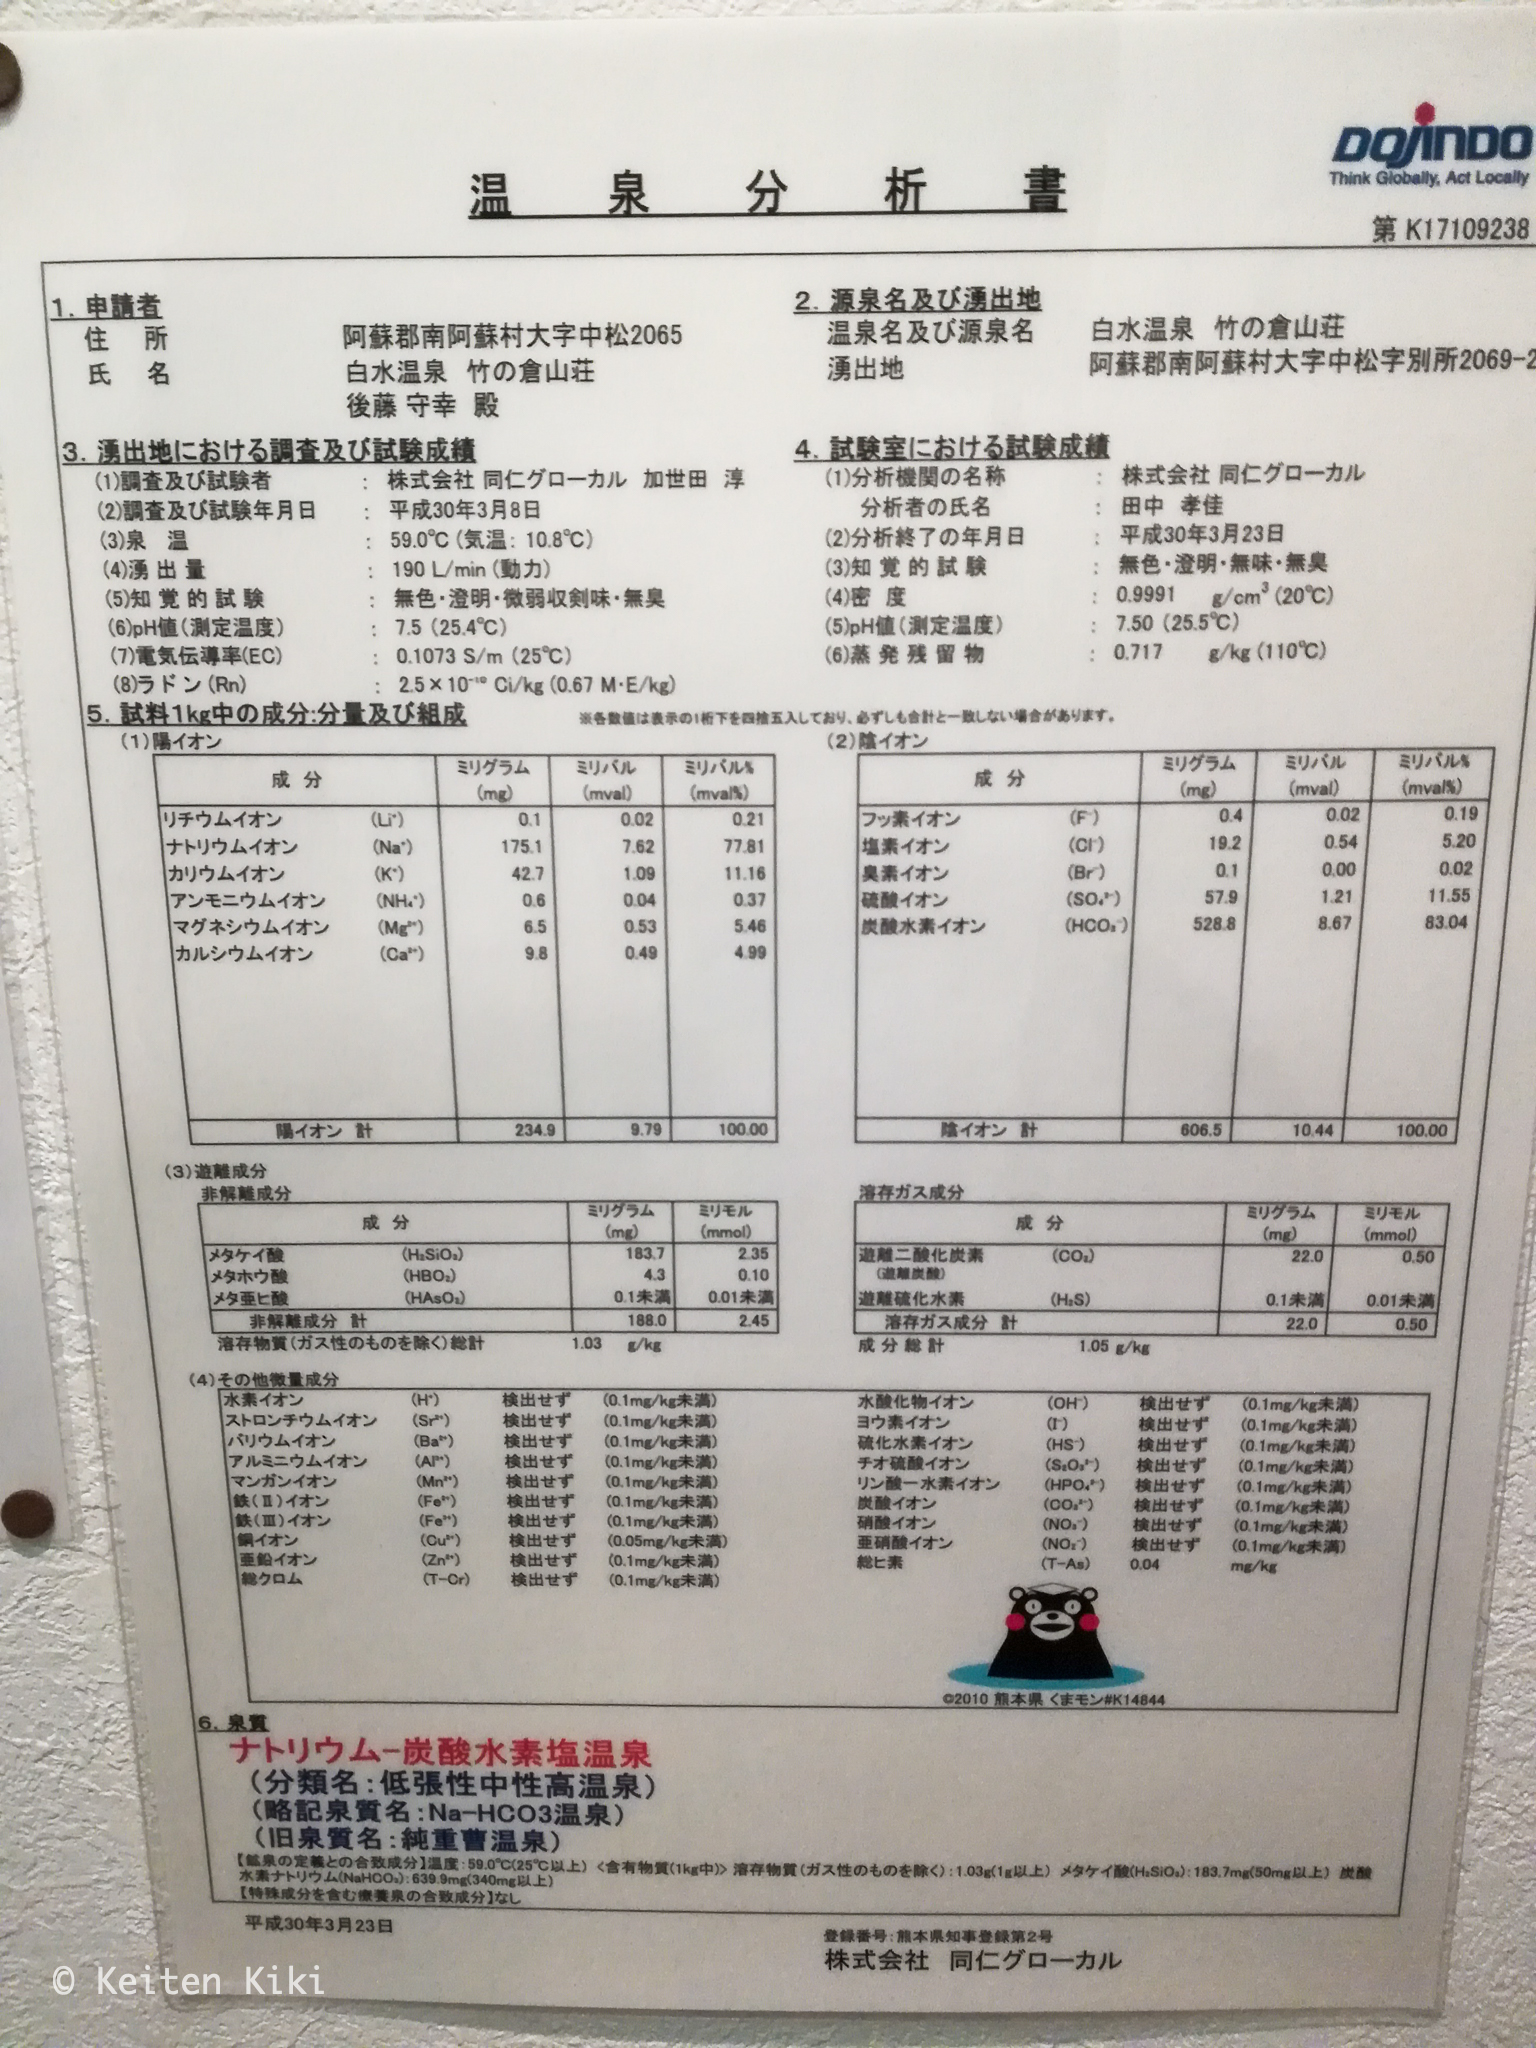 DOJINDO
Think Globally, Act Locally
温泉分析書
第 K17109238
1. 申請者
住 所 阿蘇郡南阿蘇村大字中松2065
氏 名 白水温泉 竹の倉山荘
後藤 守幸 殿
2. 源泉名及び湧出地
温泉名及び源泉名 白水温泉 竹の倉山荘
湧出地 阿蘇郡南阿蘇村大字中松字別所2069-2
3. 湧出地における調査及び試験成績
(1)調査及び試験者 : 株式会社 同仁グローカル 加世田 淳
(2)調査及び試験年月日 : 平成30年3月8日
(3)泉 温 : 59.0℃ (気温: 10.8℃)
(4)湧 出 量 : 190 L/min (動力)
(5)知 覚 的 試 験 : 無色・澄明・微弱収剣味・無臭
(6)pH値(測定温度) : 7.5 (25.4℃)
(7)電気伝導率(EC) : 0.1073 S/m (25℃)
(8)ラ ド ン (Rn) : 2.5×10⁻¹⁰ Ci/kg (0.67 M・E/kg)
4. 試験室における試験成績
(1)分析機関の名称 : 株式会社 同仁グローカル
分析者の氏名 : 田中 孝佳
(2)分析終了の年月日 : 平成30年3月23日
(3)知 覚 的 試 験 : 無色・澄明・無味・無臭
(4)密 度 : 0.9991 g/cm³ (20℃)
(5)pH値(測定温度) : 7.50 (25.5℃)
(6)蒸 発 残 留 物 : 0.717 g/kg (110℃)
5. 試料1kg中の成分:分量及び組成 ※各数値は表示の1桁下を四捨五入しており、必ずしも合計と一致しない場合があります。
(1)陽イオン
成 分 ミリグラム (mg) ミリバル (mval) ミリバル% (mval%)
リチウムイオン (Li⁺) 0.1 0.02 0.21
ナトリウムイオン (Na⁺) 175.1 7.62 77.81
カリウムイオン (K⁺) 42.7 1.09 11.16
アンモニウムイオン (NH₄⁺) 0.6 0.04 0.37
マグネシウムイオン (Mg²⁺) 6.5 0.53 5.46
カルシウムイオン (Ca²⁺) 9.8 0.49 4.99
陽イオン 計 234.9 9.79 100.00
(2)陰イオン
成 分 ミリグラム (mg) ミリバル (mval) ミリバル% (mval%)
フッ素イオン (F⁻) 0.4 0.02 0.19
塩素イオン (Cl⁻) 19.2 0.54 5.20
臭素イオン (Br⁻) 0.1 0.00 0.02
硫酸イオン (SO₄²⁻) 57.9 1.21 11.55
炭酸水素イオン (HCO₃⁻) 528.8 8.67 83.04
陰イオン 計 606.5 10.44 100.00
(3)遊離成分
非解離成分
成 分 ミリグラム (mg) ミリモル (mmol)
メタケイ酸 (H₂SiO₃) 183.7 2.35
メタホウ酸 (HBO₂) 4.3 0.10
メタ亜ヒ酸 (HAsO₂) 0.1未満 0.01未満
非解離成分 計 188.0 2.45
溶存物質(ガス性のものを除く)総計 1.03 g/kg
溶存ガス成分
成 分 ミリグラム (mg) ミリモル (mmol)
遊離二酸化炭素 (CO₂) 22.0 0.50
(遊離炭酸)
遊離硫化水素 (H₂S) 0.1未満 0.01未満
溶存ガス成分 計 22.0 0.50
成 分 総 計 1.05 g/kg
(4)その他微量成分
水素イオン (H⁺) 検出せず (0.1mg/kg未満)
ストロンチウムイオン (Sr²⁺) 検出せず (0.1mg/kg未満)
バリウムイオン (Ba²⁺) 検出せず (0.1mg/kg未満)
アルミニウムイオン (Al³⁺) 検出せず (0.1mg/kg未満)
マンガンイオン (Mn²⁺) 検出せず (0.1mg/kg未満)
鉄(Ⅱ)イオン (Fe²⁺) 検出せず (0.1mg/kg未満)
鉄(Ⅲ)イオン (Fe³⁺) 検出せず (0.1mg/kg未満)
銅イオン (Cu²⁺) 検出せず (0.05mg/kg未満)
亜鉛イオン (Zn²⁺) 検出せず (0.1mg/kg未満)
総クロム (T-Cr) 検出せず (0.1mg/kg未満)
水酸化物イオン (OH⁻) 検出せず (0.1mg/kg未満)
ヨウ素イオン (I⁻) 検出せず (0.1mg/kg未満)
硫化水素イオン (HS⁻) 検出せず (0.1mg/kg未満)
チオ硫酸イオン (S₂O₃²⁻) 検出せず (0.1mg/kg未満)
リン酸一水素イオン (HPO₄²⁻) 検出せず (0.1mg/kg未満)
炭酸イオン (CO₃²⁻) 検出せず (0.1mg/kg未満)
硝酸イオン (NO₃⁻) 検出せず (0.1mg/kg未満)
亜硝酸イオン (NO₂⁻) 検出せず (0.1mg/kg未満)
総ヒ素 (T-As) 0.04 mg/kg
©2010 熊本県 くまモン#K14844
6. 泉質
ナトリウム-炭酸水素塩温泉
(分類名:低張性中性高温泉)
(略記泉質名:Na-HCO3温泉)
(旧泉質名:純重曹温泉)
【鉱泉の定義との合致成分】温度:59.0℃(25℃以上) <含有物質(1kg中)> 溶存物質(ガス性のものを除く):1.03g(1g以上) メタケイ酸(H₂SiO₃):183.7mg(50mg以上) 炭酸
水素ナトリウム(NaHCO₃):639.9mg(340mg以上)
【特殊成分を含む療養泉の合致成分】なし
平成30年3月23日
登録番号:熊本県知事登録第2号
株式会社 同仁グローカル
© Keiten Kiki